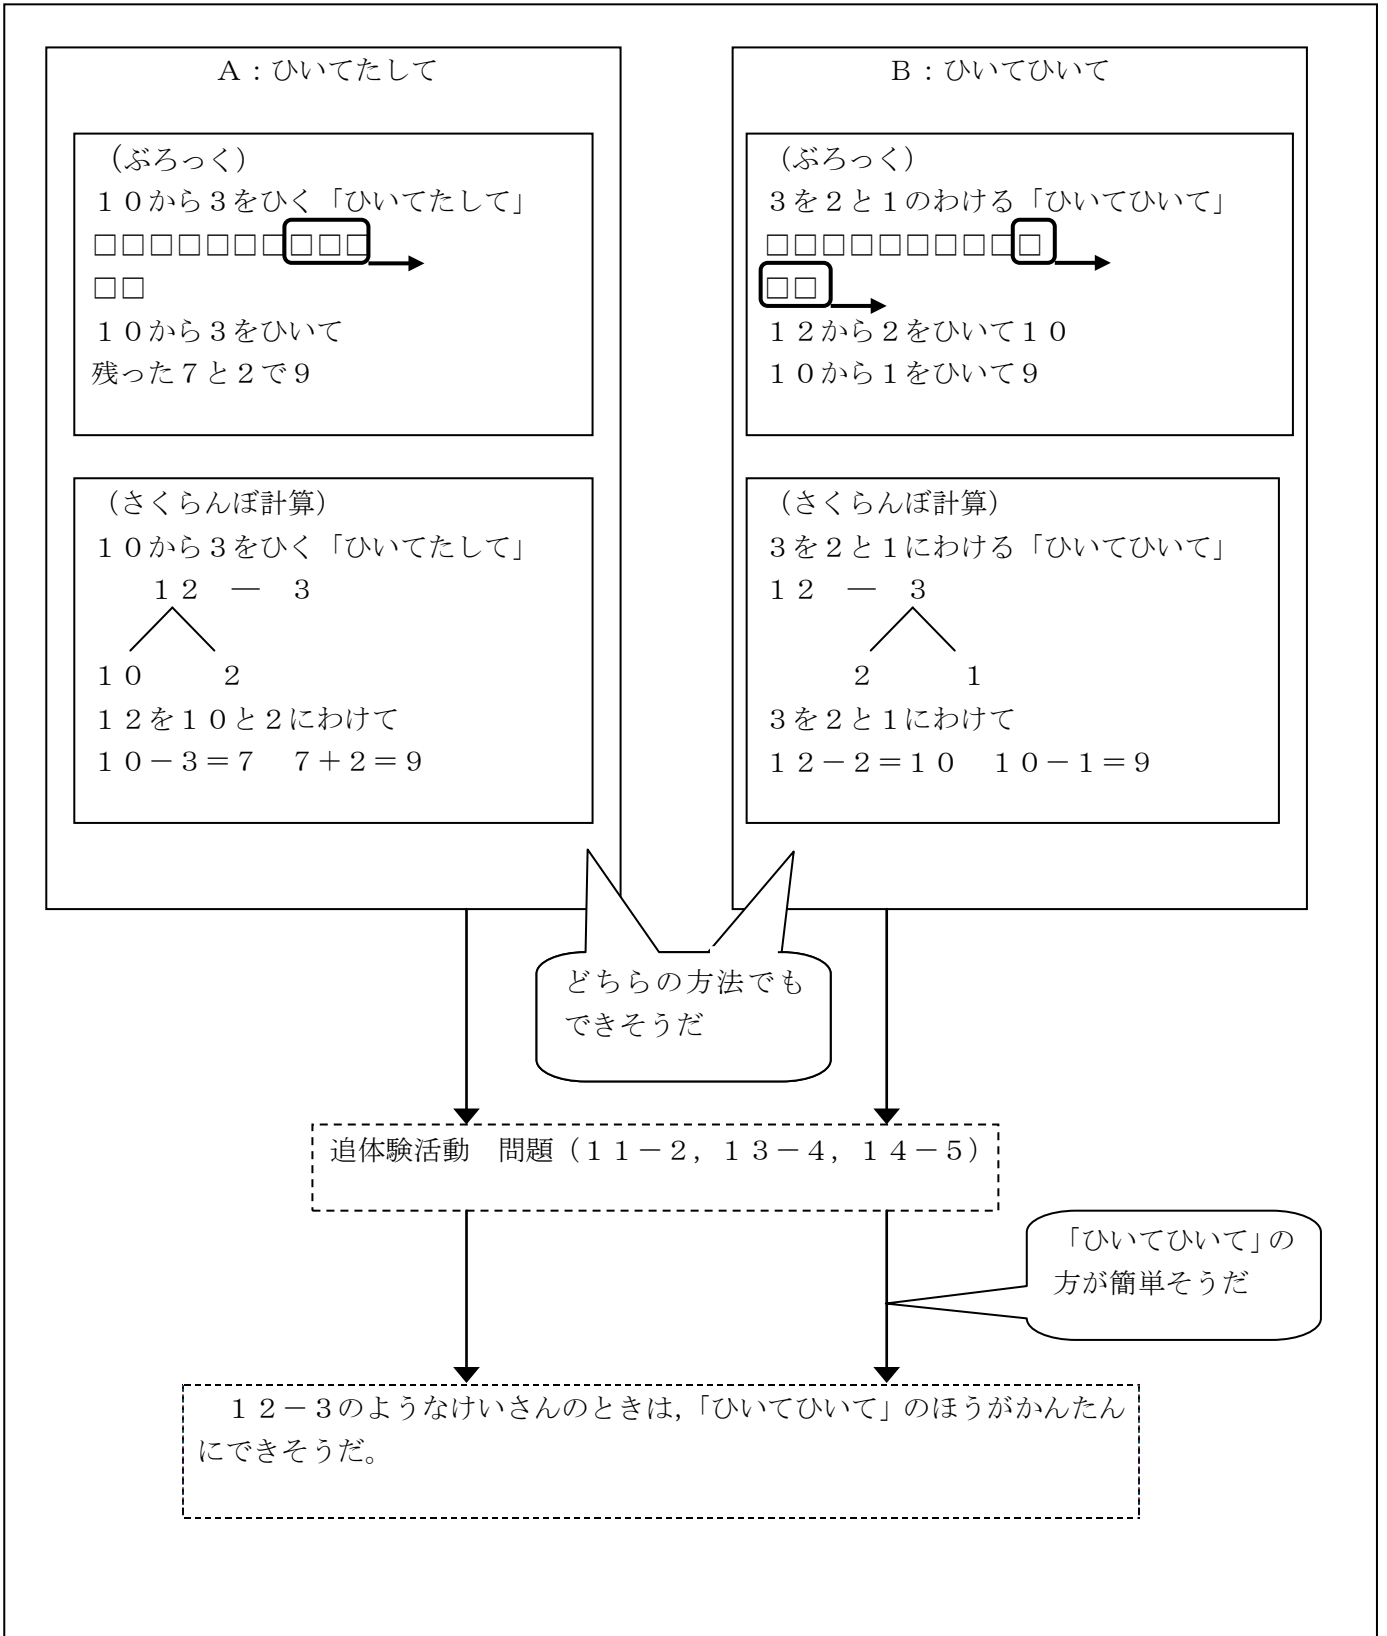 A：ひいてたして
（ぶろっく）
１０から３をひく「ひいてたして」
□□□□□□□□□□
□□
１０から３をひいて
残った７と２で９
（さくらんぼ計算）
１０から３をひく「ひいてたして」
１２　―　３
１０　２
１２を１０と２にわけて
１０－３＝７　７＋２＝９
B：ひいてひいて
（ぶろっく）
３を２と１のわける「ひいてひいて」
□□□□□□□□□□
□□
１２から２をひいて１０
１０から１をひいて９
（さくらんぼ計算）
３を２と１にわける「ひいてひいて」
１２　―　３
２　１
３を２と１にわけて
１２－２＝１０　１０－１＝９
どちらの方法でも
できそうだ
追体験活動　問題（１１－２，１３－４，１４－５）
「ひいてひいて」の
方が簡単そうだ
１２－３のようなけいさんのときは，「ひいてひいて」のほうがかんたん
にできそうだ。